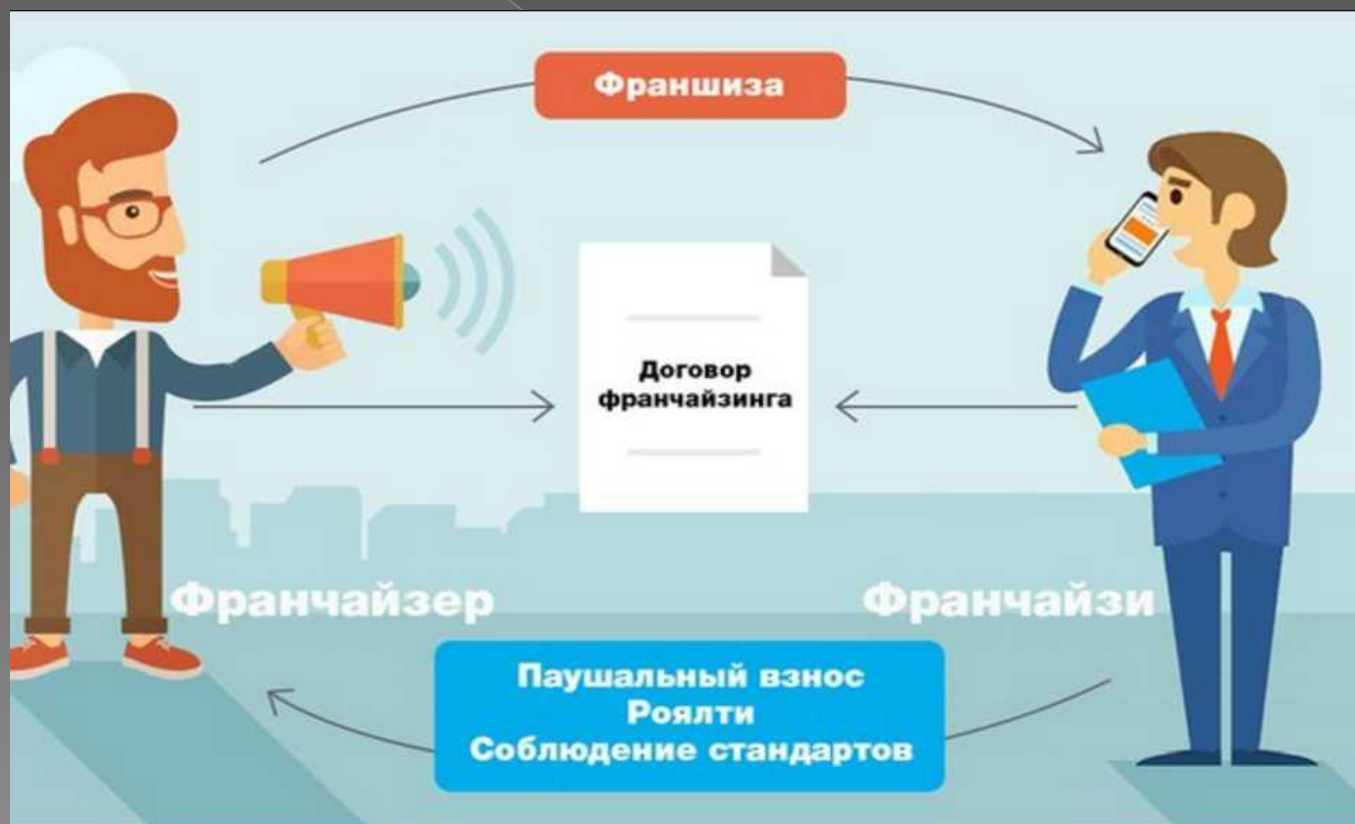 Франшиза
Договор
франчайзинга
Франчайзер
Франчайзи
Паушальный взнос
Роялти
Соблюдение стандартов